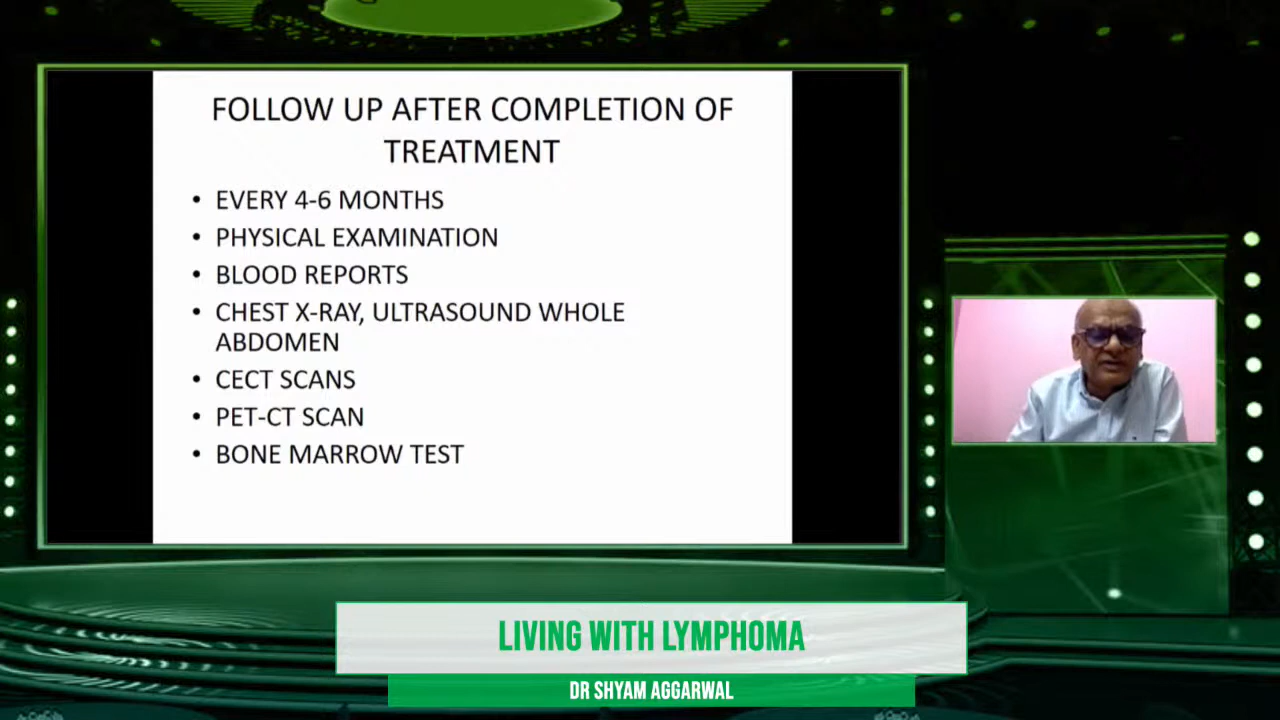 FOLLOW UP AFTER COMPLETION OF
TREATMENT
• EVERY 4-6 MONTHS
• PHYSICAL EXAMINATION
• BLOOD REPORTS
• CHEST X-RAY, ULTRASOUND WHOLE
ABDOMEN
• CECT SCANS
• PET-CT SCAN
• BONE MARROW TEST
LIVING WITH LYMPHOMA
DR SHYAM AGGARWAL